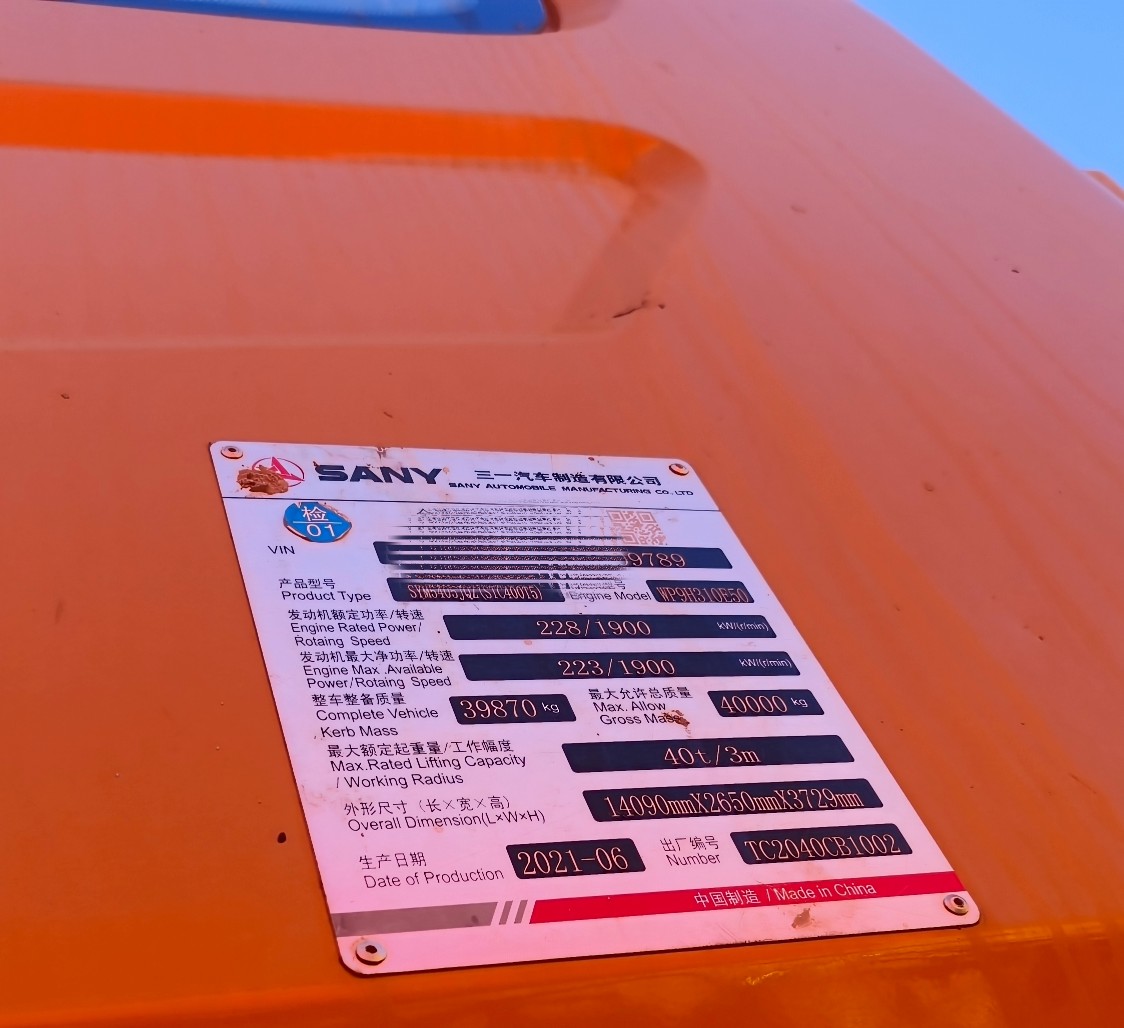 SANY 三一汽车制造有限公司
SANY AUTOMOBILE MANUFACTURING CO., LTD
检
01
VIN 9789
产品型号
Product Type SYM5405JQZ(STC400T5) Engine Model WP9H310E50
发动机额定功率/转速
Engine Rated Power/
Rotaing Speed 228/1900 kW/(r/min)
发动机最大净功率/转速
Engine Max .Available
Power/Rotaing Speed 223/1900 kW/(r/min)
整车整备质量
Complete Vehicle
Kerb Mass 39870 kg
最大允许总质量
Max. Allow
Gross Mass 40000 kg
最大额定起重量/工作幅度
Max.Rated Lifting Capacity
/ Working Radius 40t/3m
外形尺寸（长×宽×高）
Overall Dimension(L×W×H) 14090mmX2650mmX3729mm
生产日期
Date of Production 2021-06
出厂编号
Number TC2040CB1002
中国制造 / Made in China